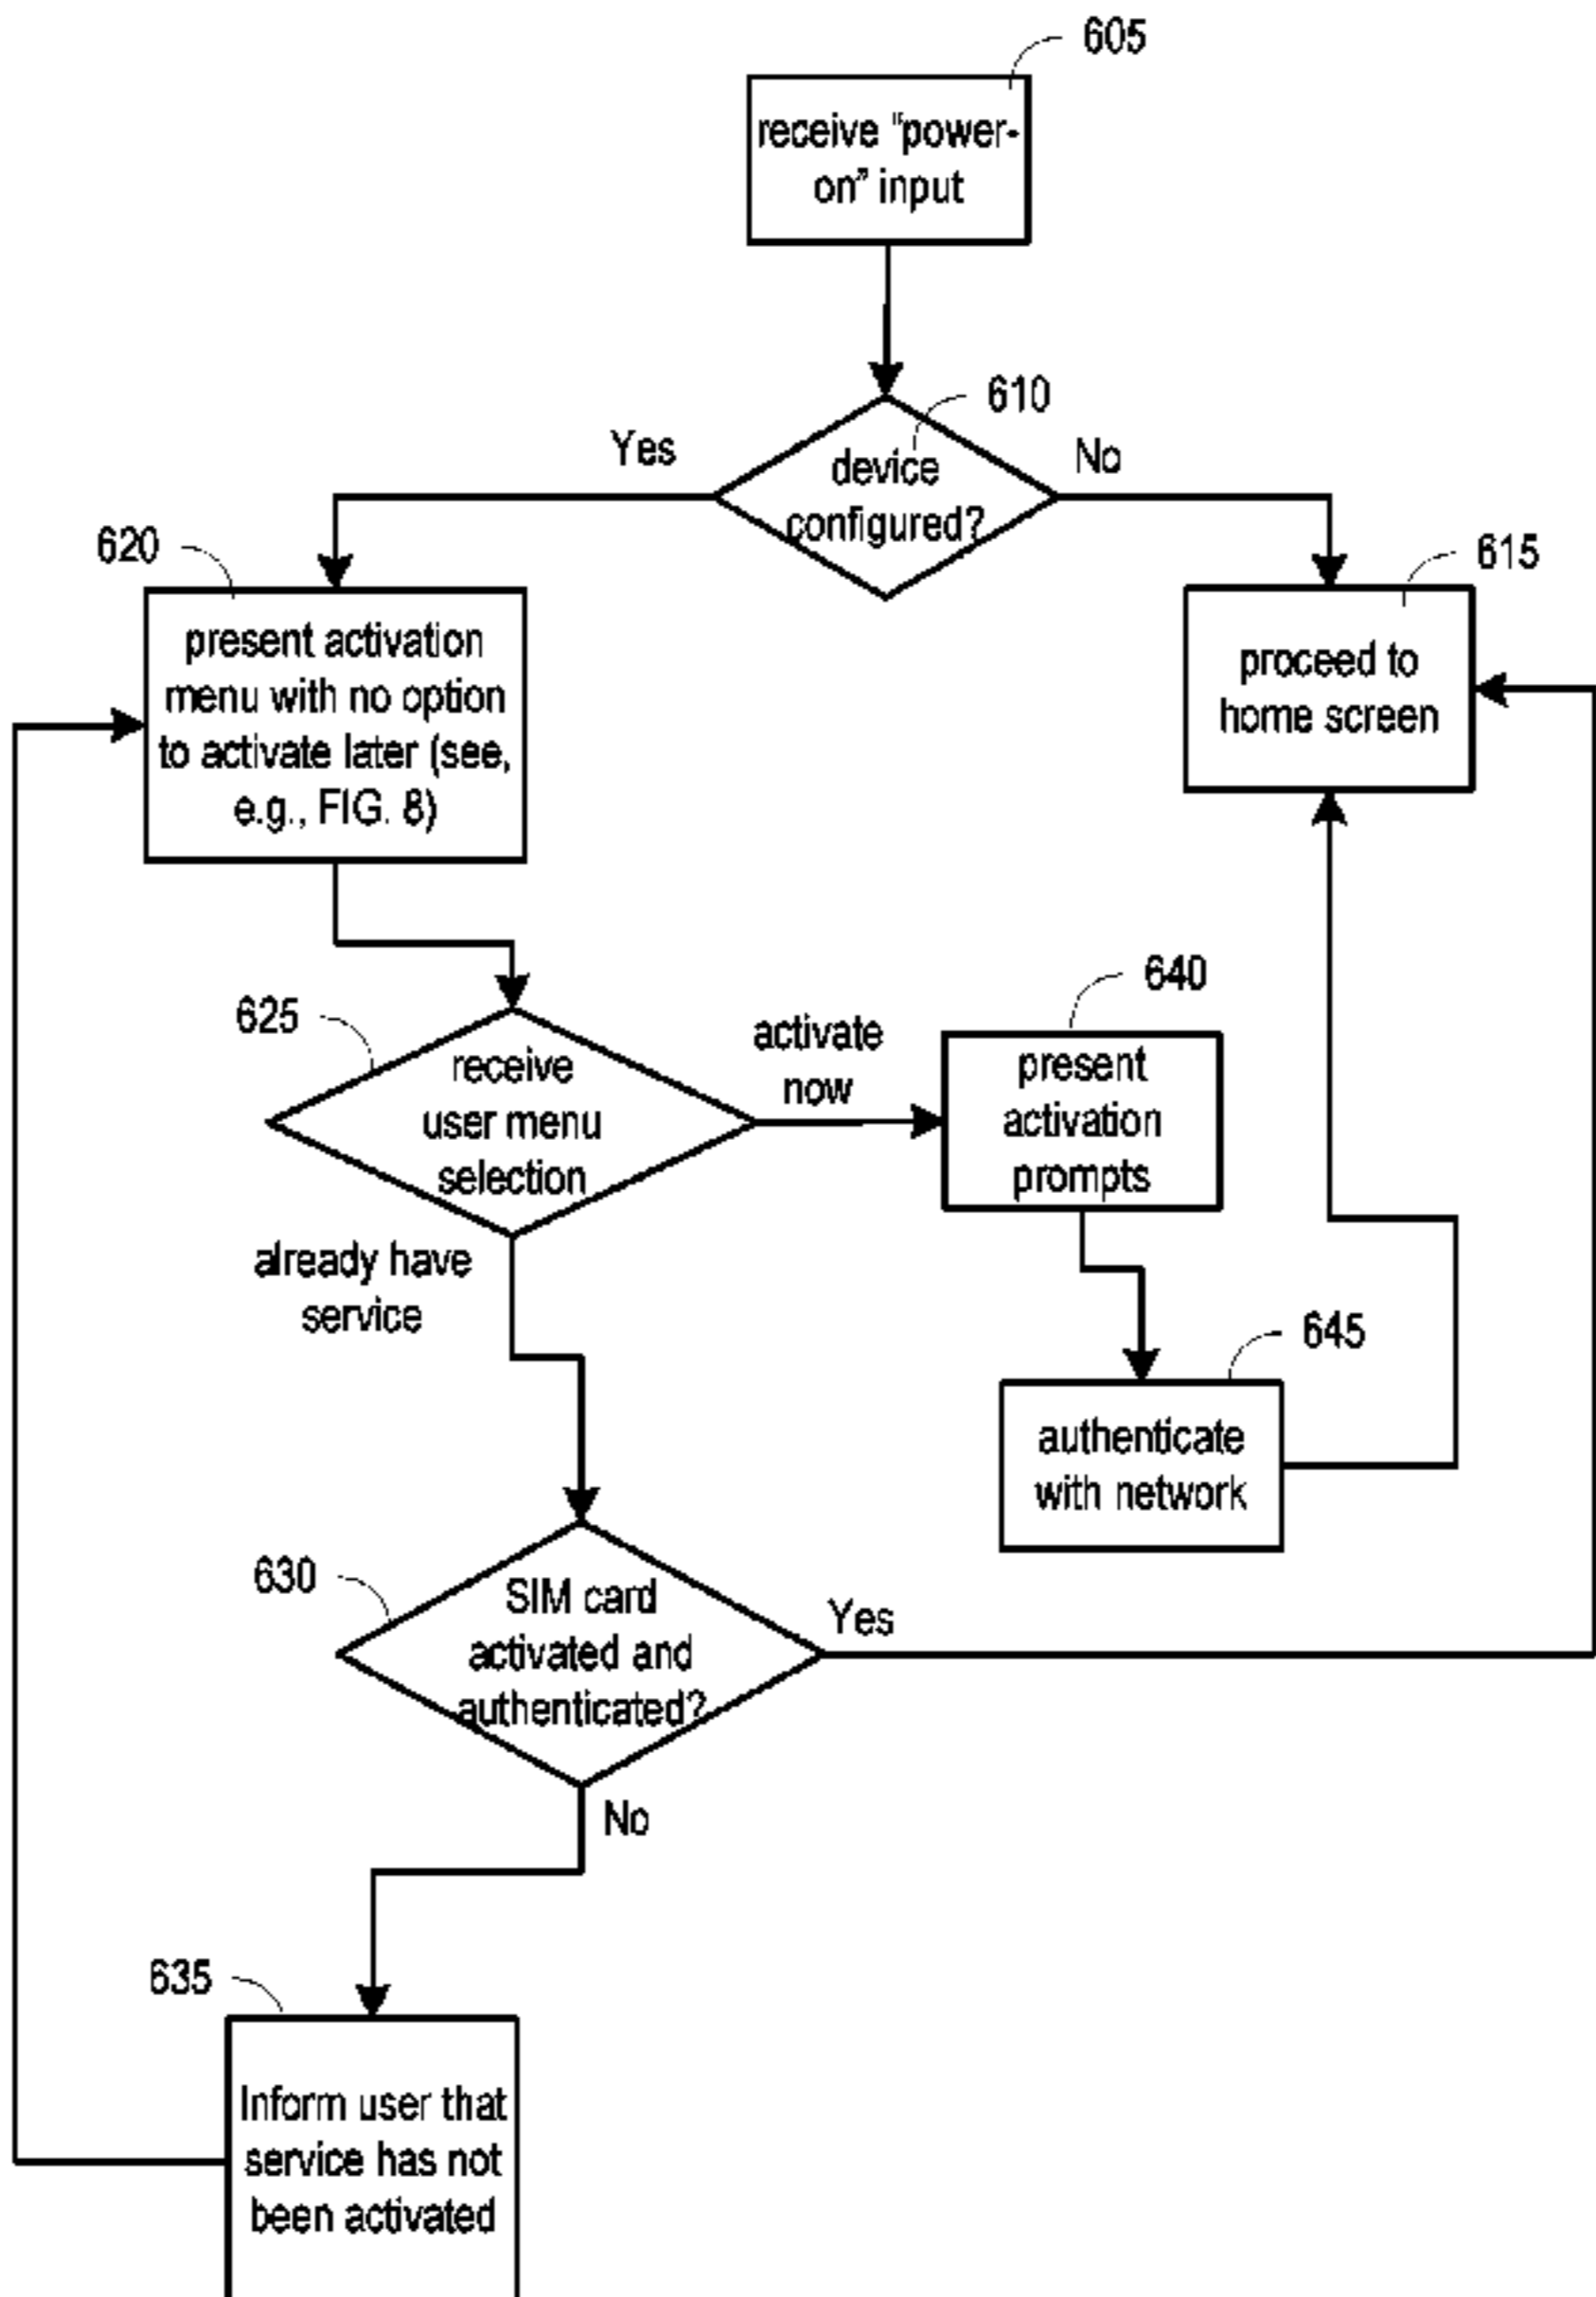 605
receive "power-
on" input
610
Yes
device
configured?
No
620
present activation
menu with no option
to activate later (see,
e.g., FIG. 8)
615
proceed to
home screen
625
receive
user menu
selection
activate
now
640
present
activation
prompts
already have
service
645
authenticate
with network
630
SIM card
activated and
authenticated?
Yes
No
635
Inform user that
service has not
been activated